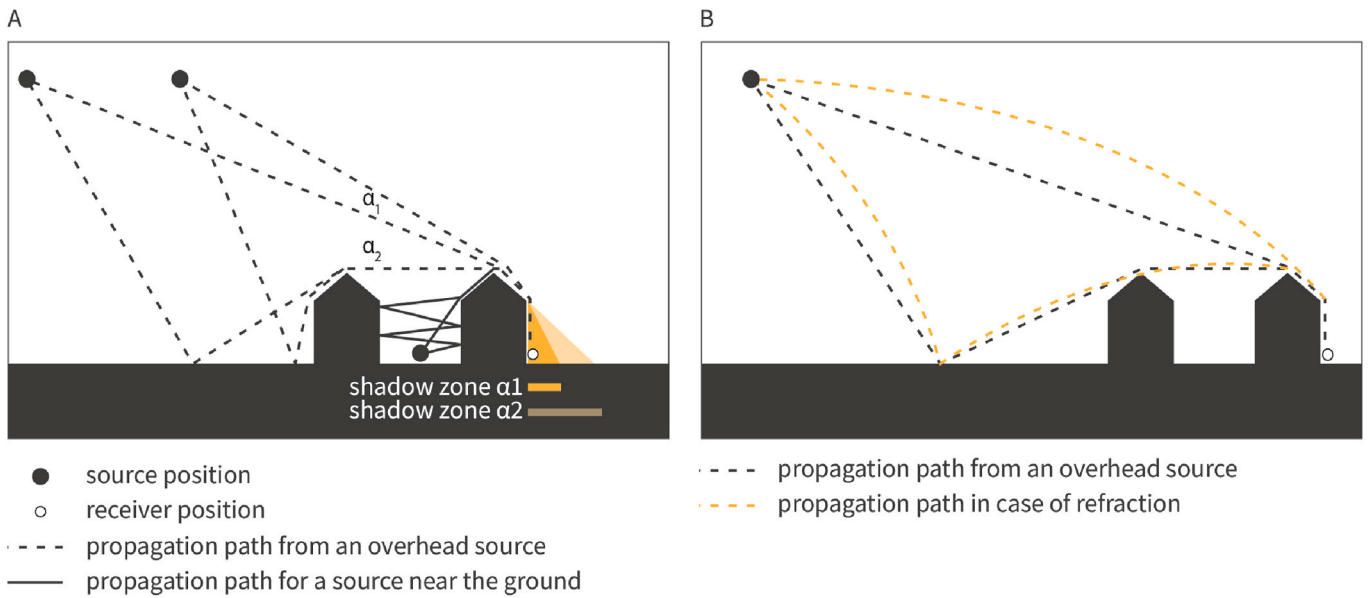 A
B
α₁
α₂
shadow zone α1
shadow zone α2
source position
receiver position
propagation path from an overhead source
propagation path for a source near the ground
propagation path from an overhead source
propagation path in case of refraction